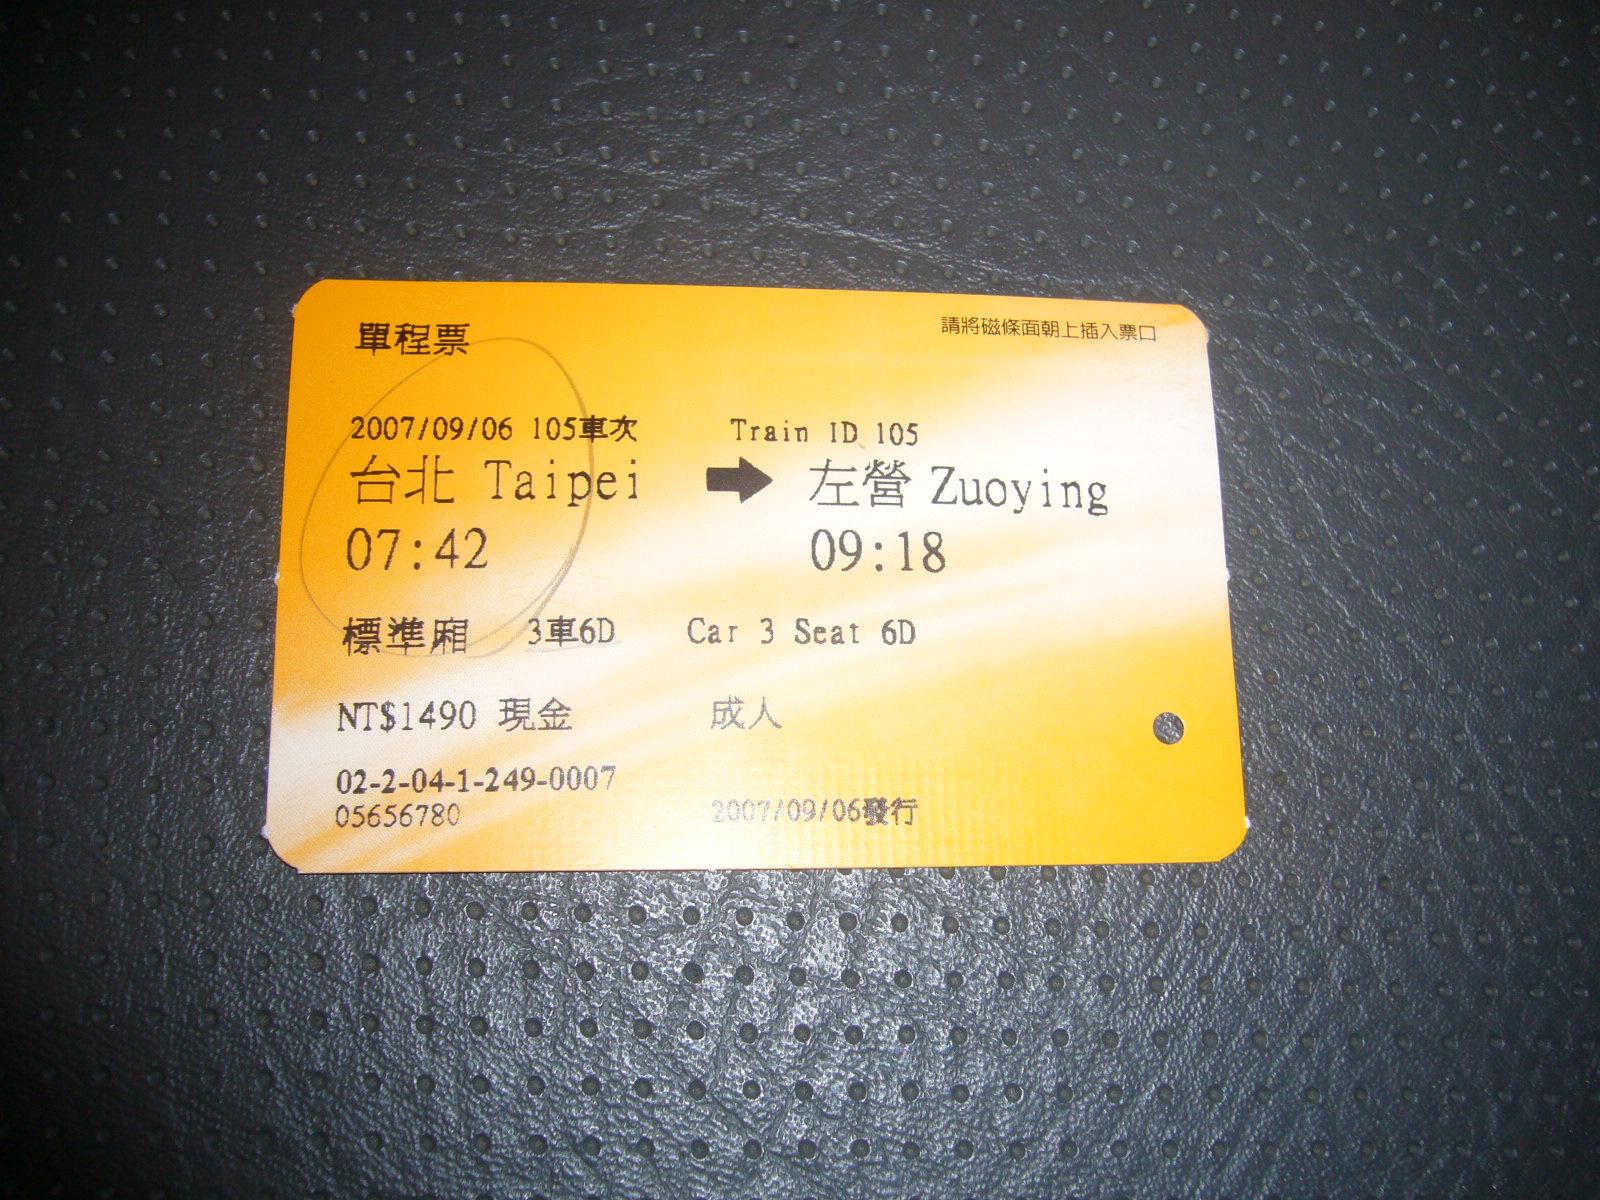 單程票
請將磁條面朝上插入票口
2007/09/06 105車次 Train ID 105
台北 Taipei 左營 Zuoying
07:42 09:18
標準廂 3車6D Car 3 Seat 6D
NT$1490 現金 成人
02-2-04-1-249-0007
05656780 2007/09/06發行